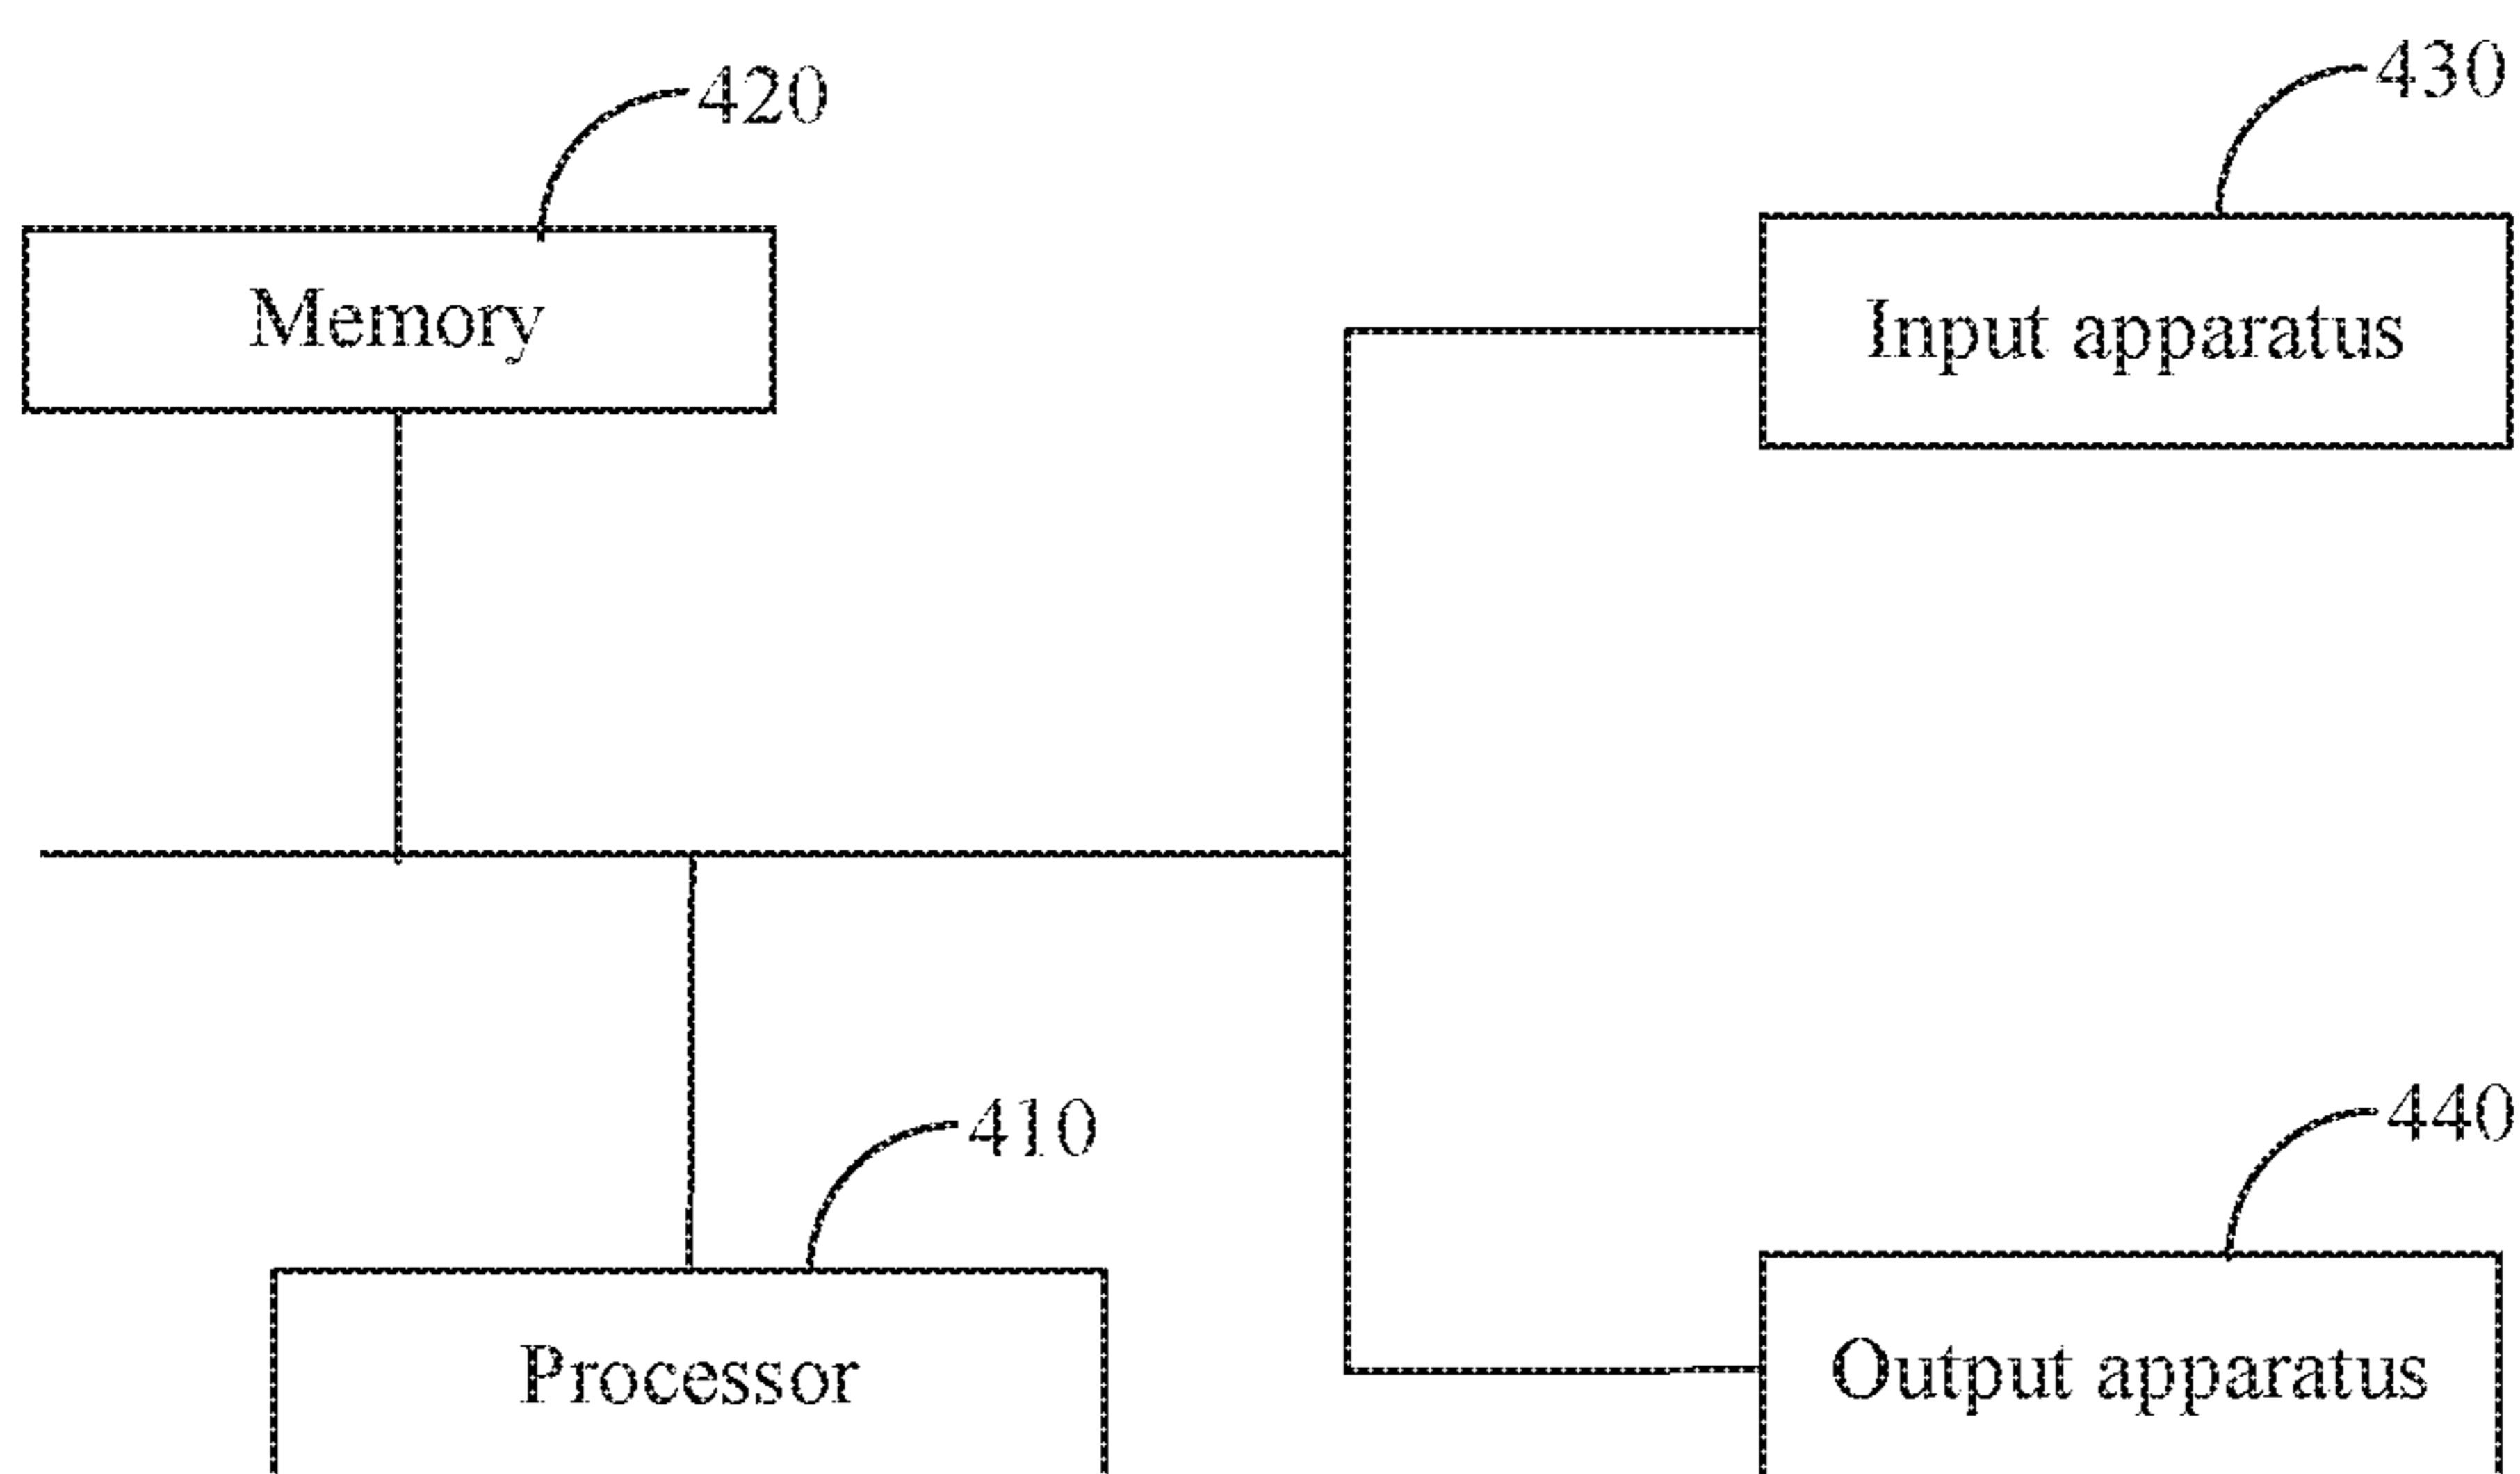 420
430
Memory
Input apparatus
410
440
Processor
Output apparatus